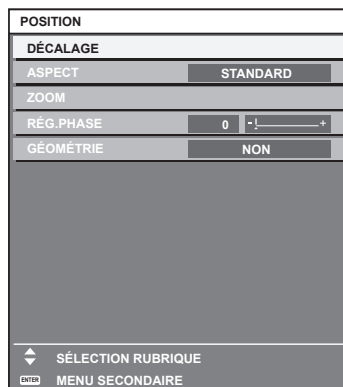 POSITION
DÉCALAGE
ASPECT STANDARD
ZOOM
RÉG.PHASE 0 - +
GÉOMÉTRIE NON
SÉLECTION RUBRIQUE
ENTER MENU SECONDAIRE